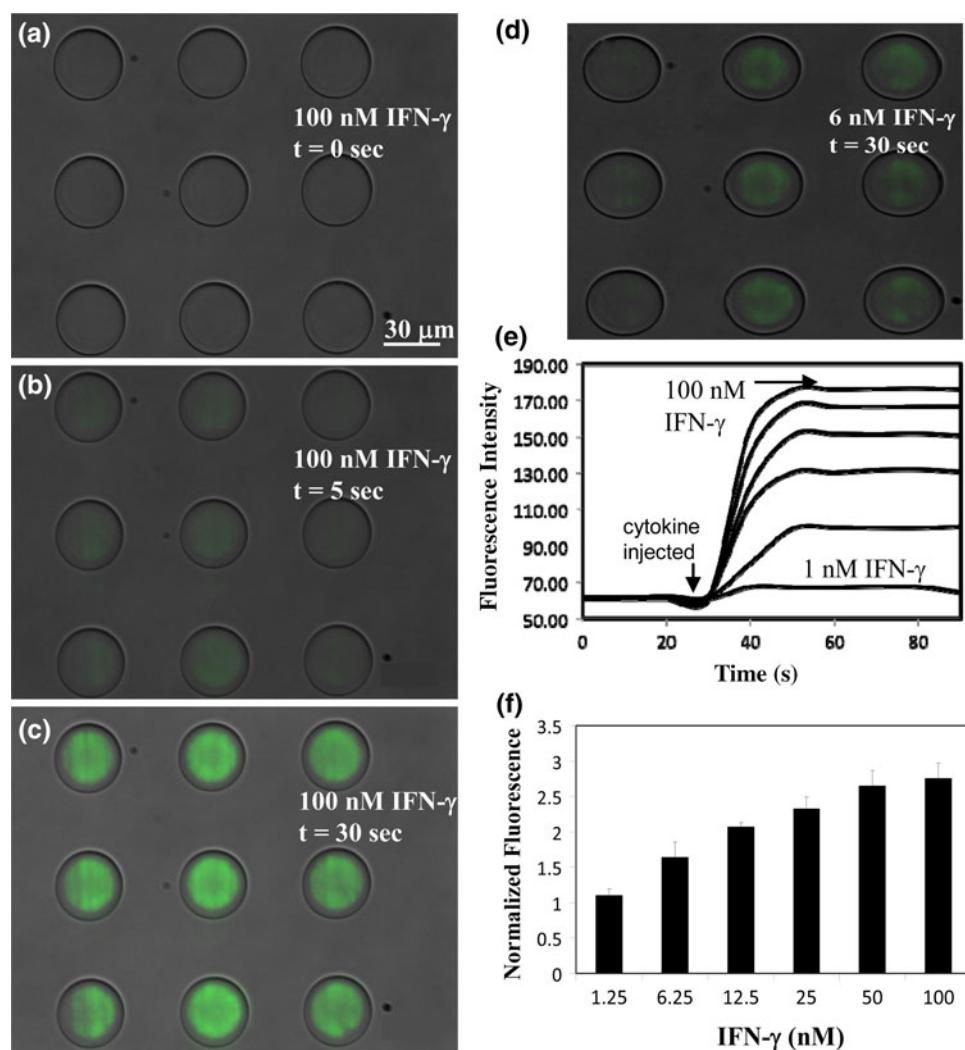 (a)
100 nM IFN-γ
t = 0 sec
30 μm
(b)
100 nM IFN-γ
t = 5 sec
(c)
100 nM IFN-γ
t = 30 sec
(d)
6 nM IFN-γ
t = 30 sec
(e)
190.00
170.00
150.00
130.00
110.00
90.00
70.00
50.00
Fluorescence Intensity
100 nM
IFN-γ
cytokine
injected
1 nM IFN-γ
0 20 40 60 80
Time (s)
(f)
3.5
3
2.5
2
1.5
1
0.5
0
Normalized Fluorescence
1.25 6.25 12.5 25 50 100
IFN-γ (nM)